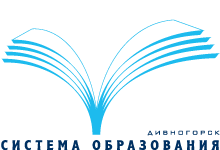 ДИВНОГОРСК
СИСТЕМА ОБРАЗОВАНИЯ